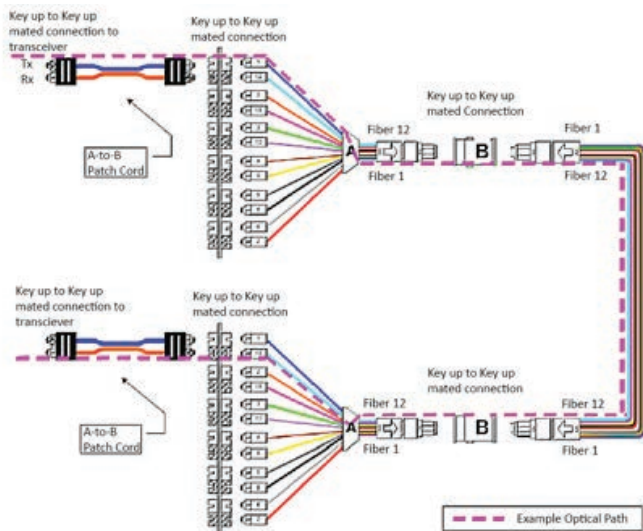 Key up to Key up
mated connection to
transceiver
Tx
Rx
A-to-B
Patch Cord
Key up to Key up
mated connection
A
Fiber 12
Fiber 1
Key up to Key up
mated Connection
B
Fiber 1
Fiber 12
Key up to Key up
mated connection to
transciever
A-to-B
Patch Cord
Key up to Key up
mated connection
A
Fiber 12
Fiber 1
Key up to Key up
mated connection
B
Fiber 12
Fiber 1
Example Optical Path